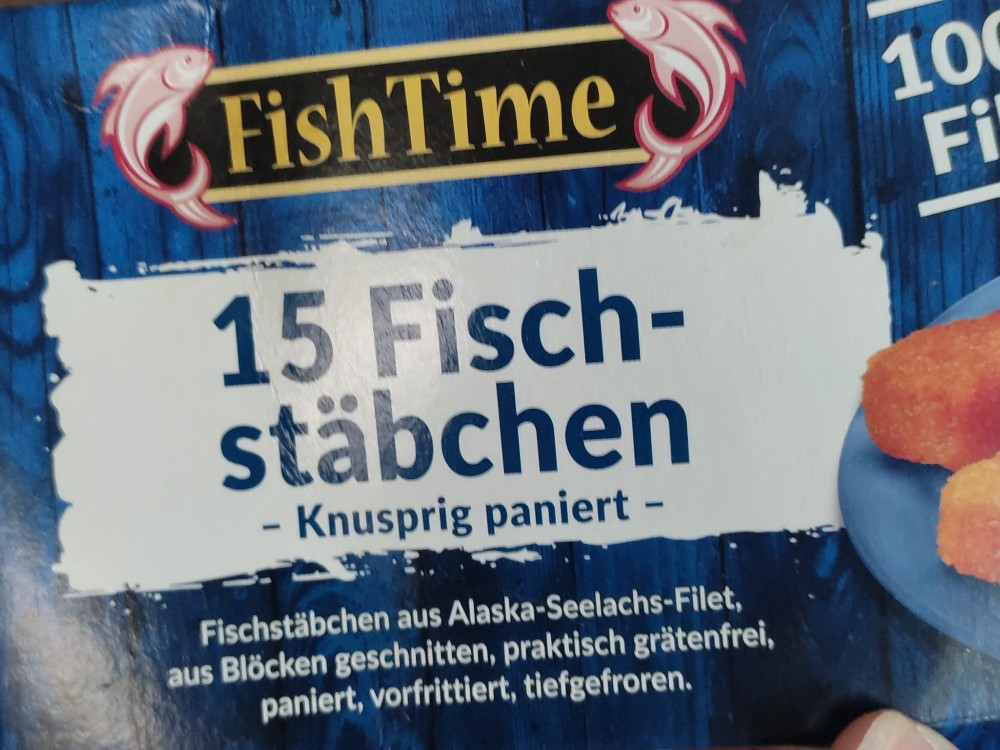 FishTime
15 Fisch-
stäbchen
– Knusprig paniert –
Fischstäbchen aus Alaska-Seelachs-Filet,
aus Blöcken geschnitten, praktisch grätenfrei,
paniert, vorfrittiert, tiefgefroren.